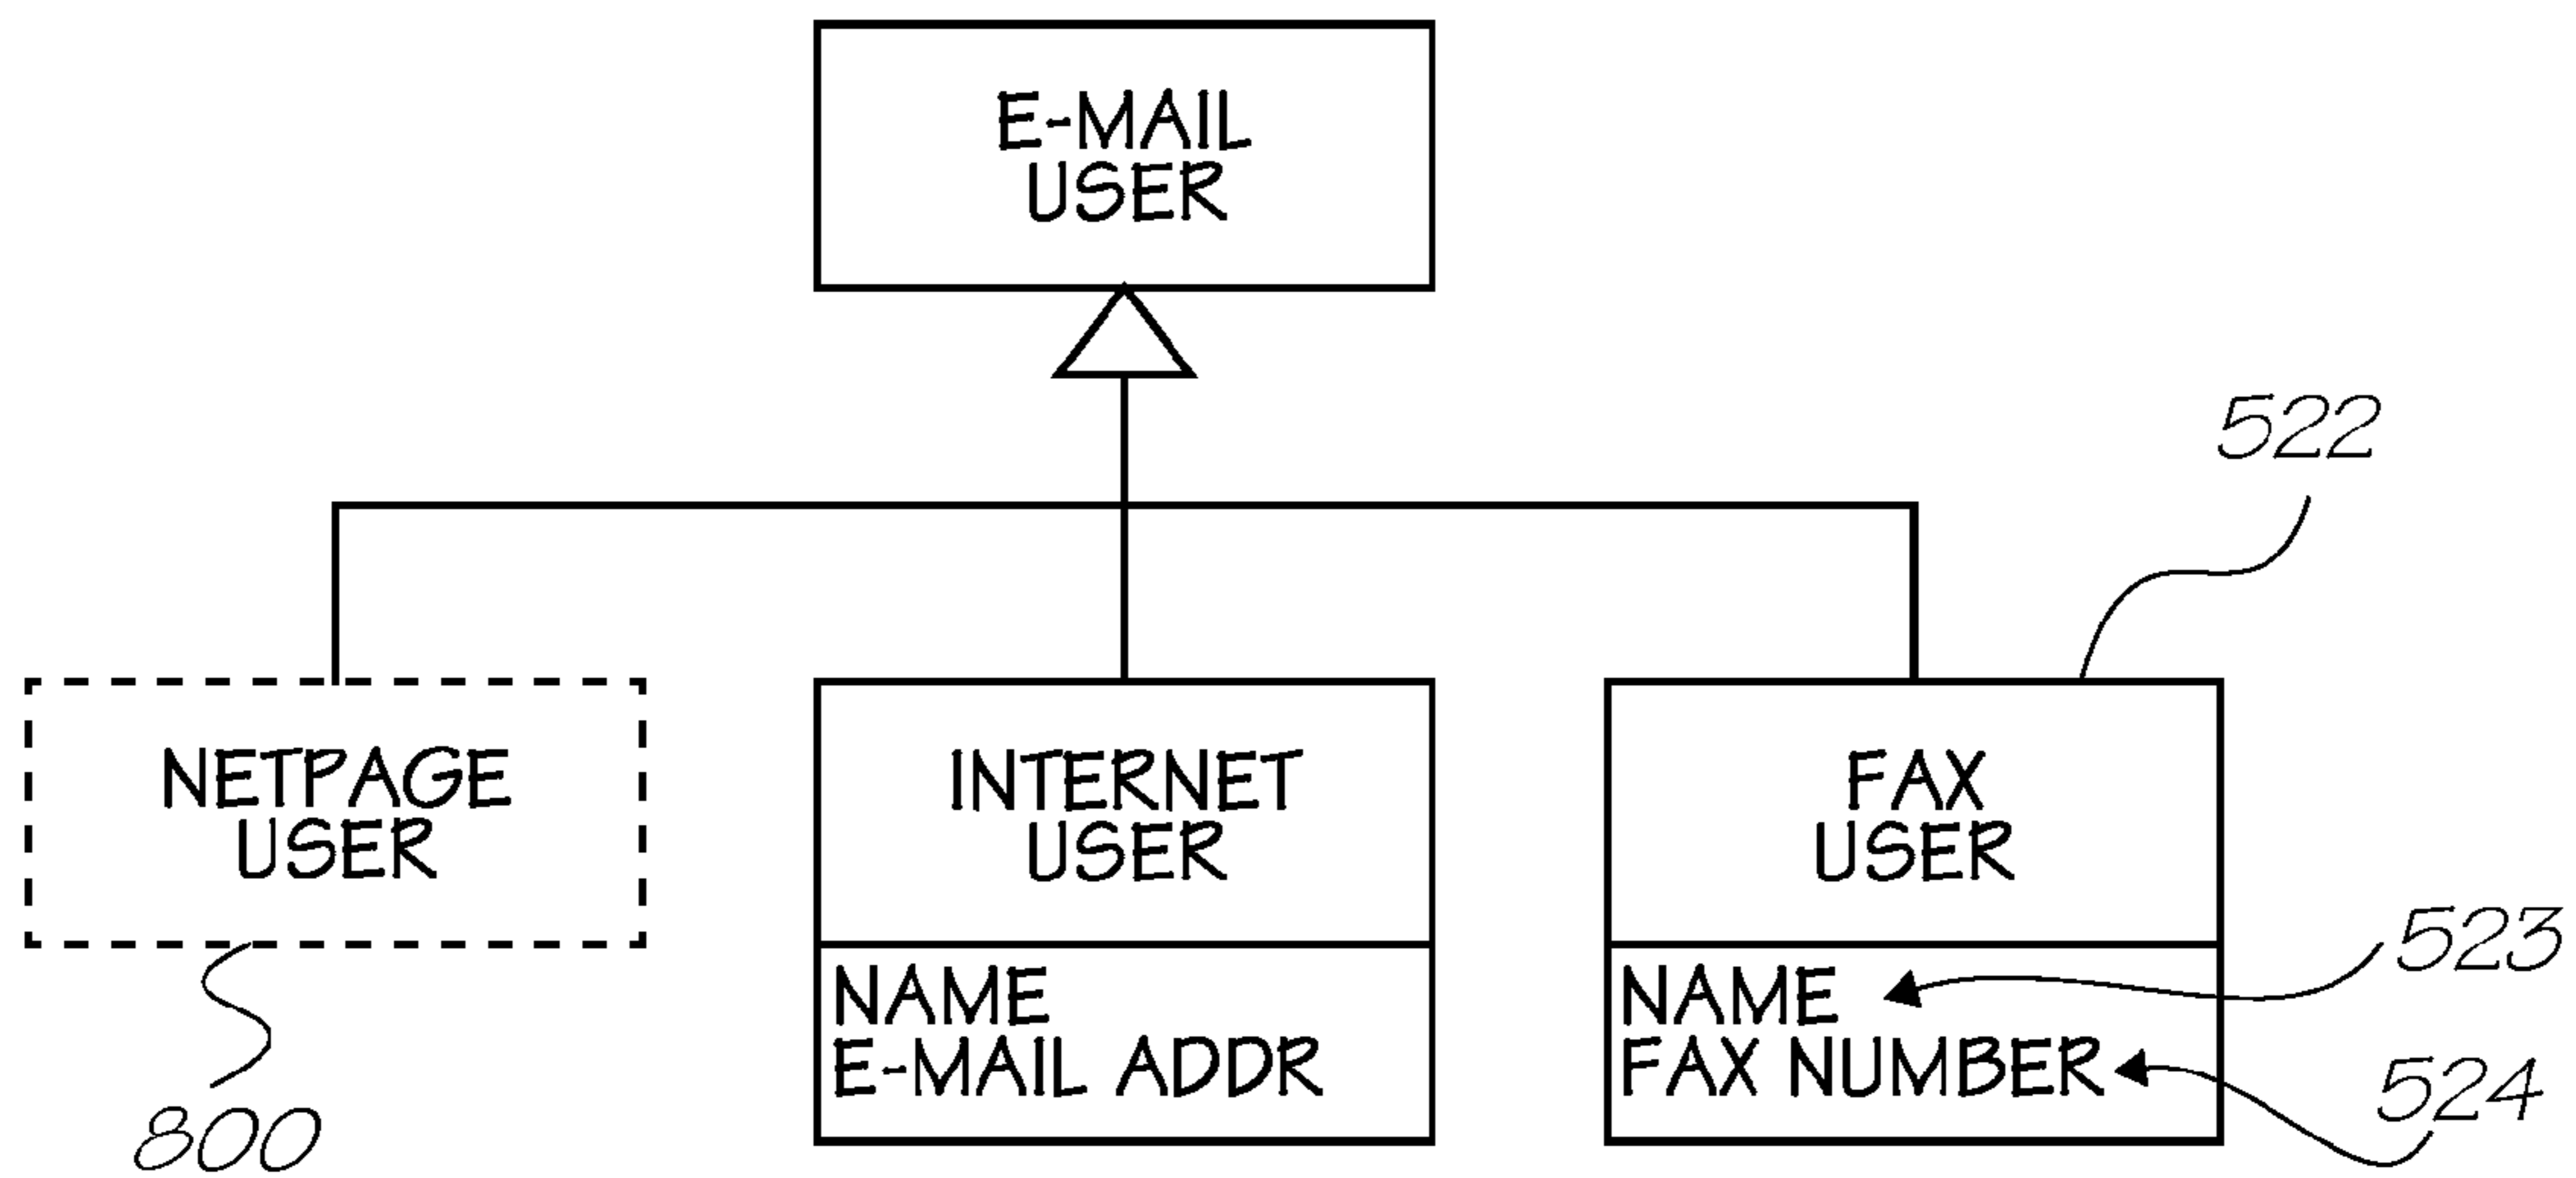 E-MAIL
USER
522
NETPAGE
USER
INTERNET
USER
FAX
USER
NAME
E-MAIL ADDR
NAME
FAX NUMBER
523
524
800